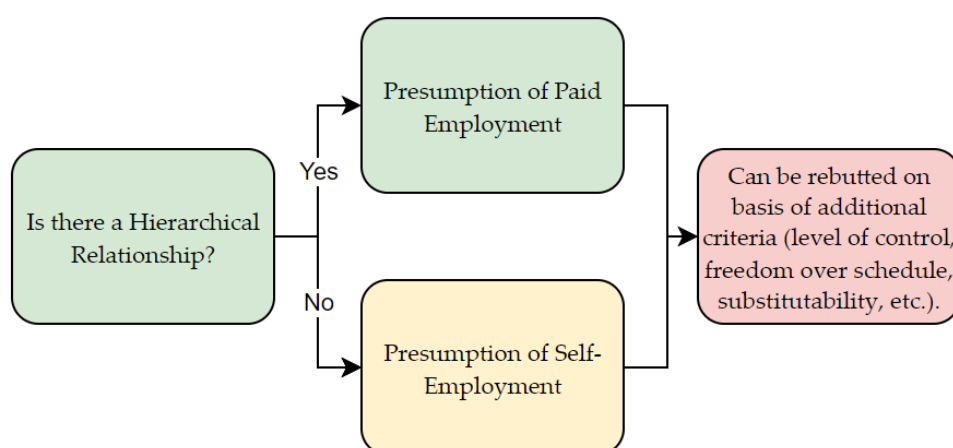 Is there a Hierarchical
Relationship?
Yes
No
Presumption of Paid
Employment
Presumption of Self-
Employment
Can be rebutted on
basis of additional
criteria (level of control,
freedom over schedule,
substitutability, etc.).